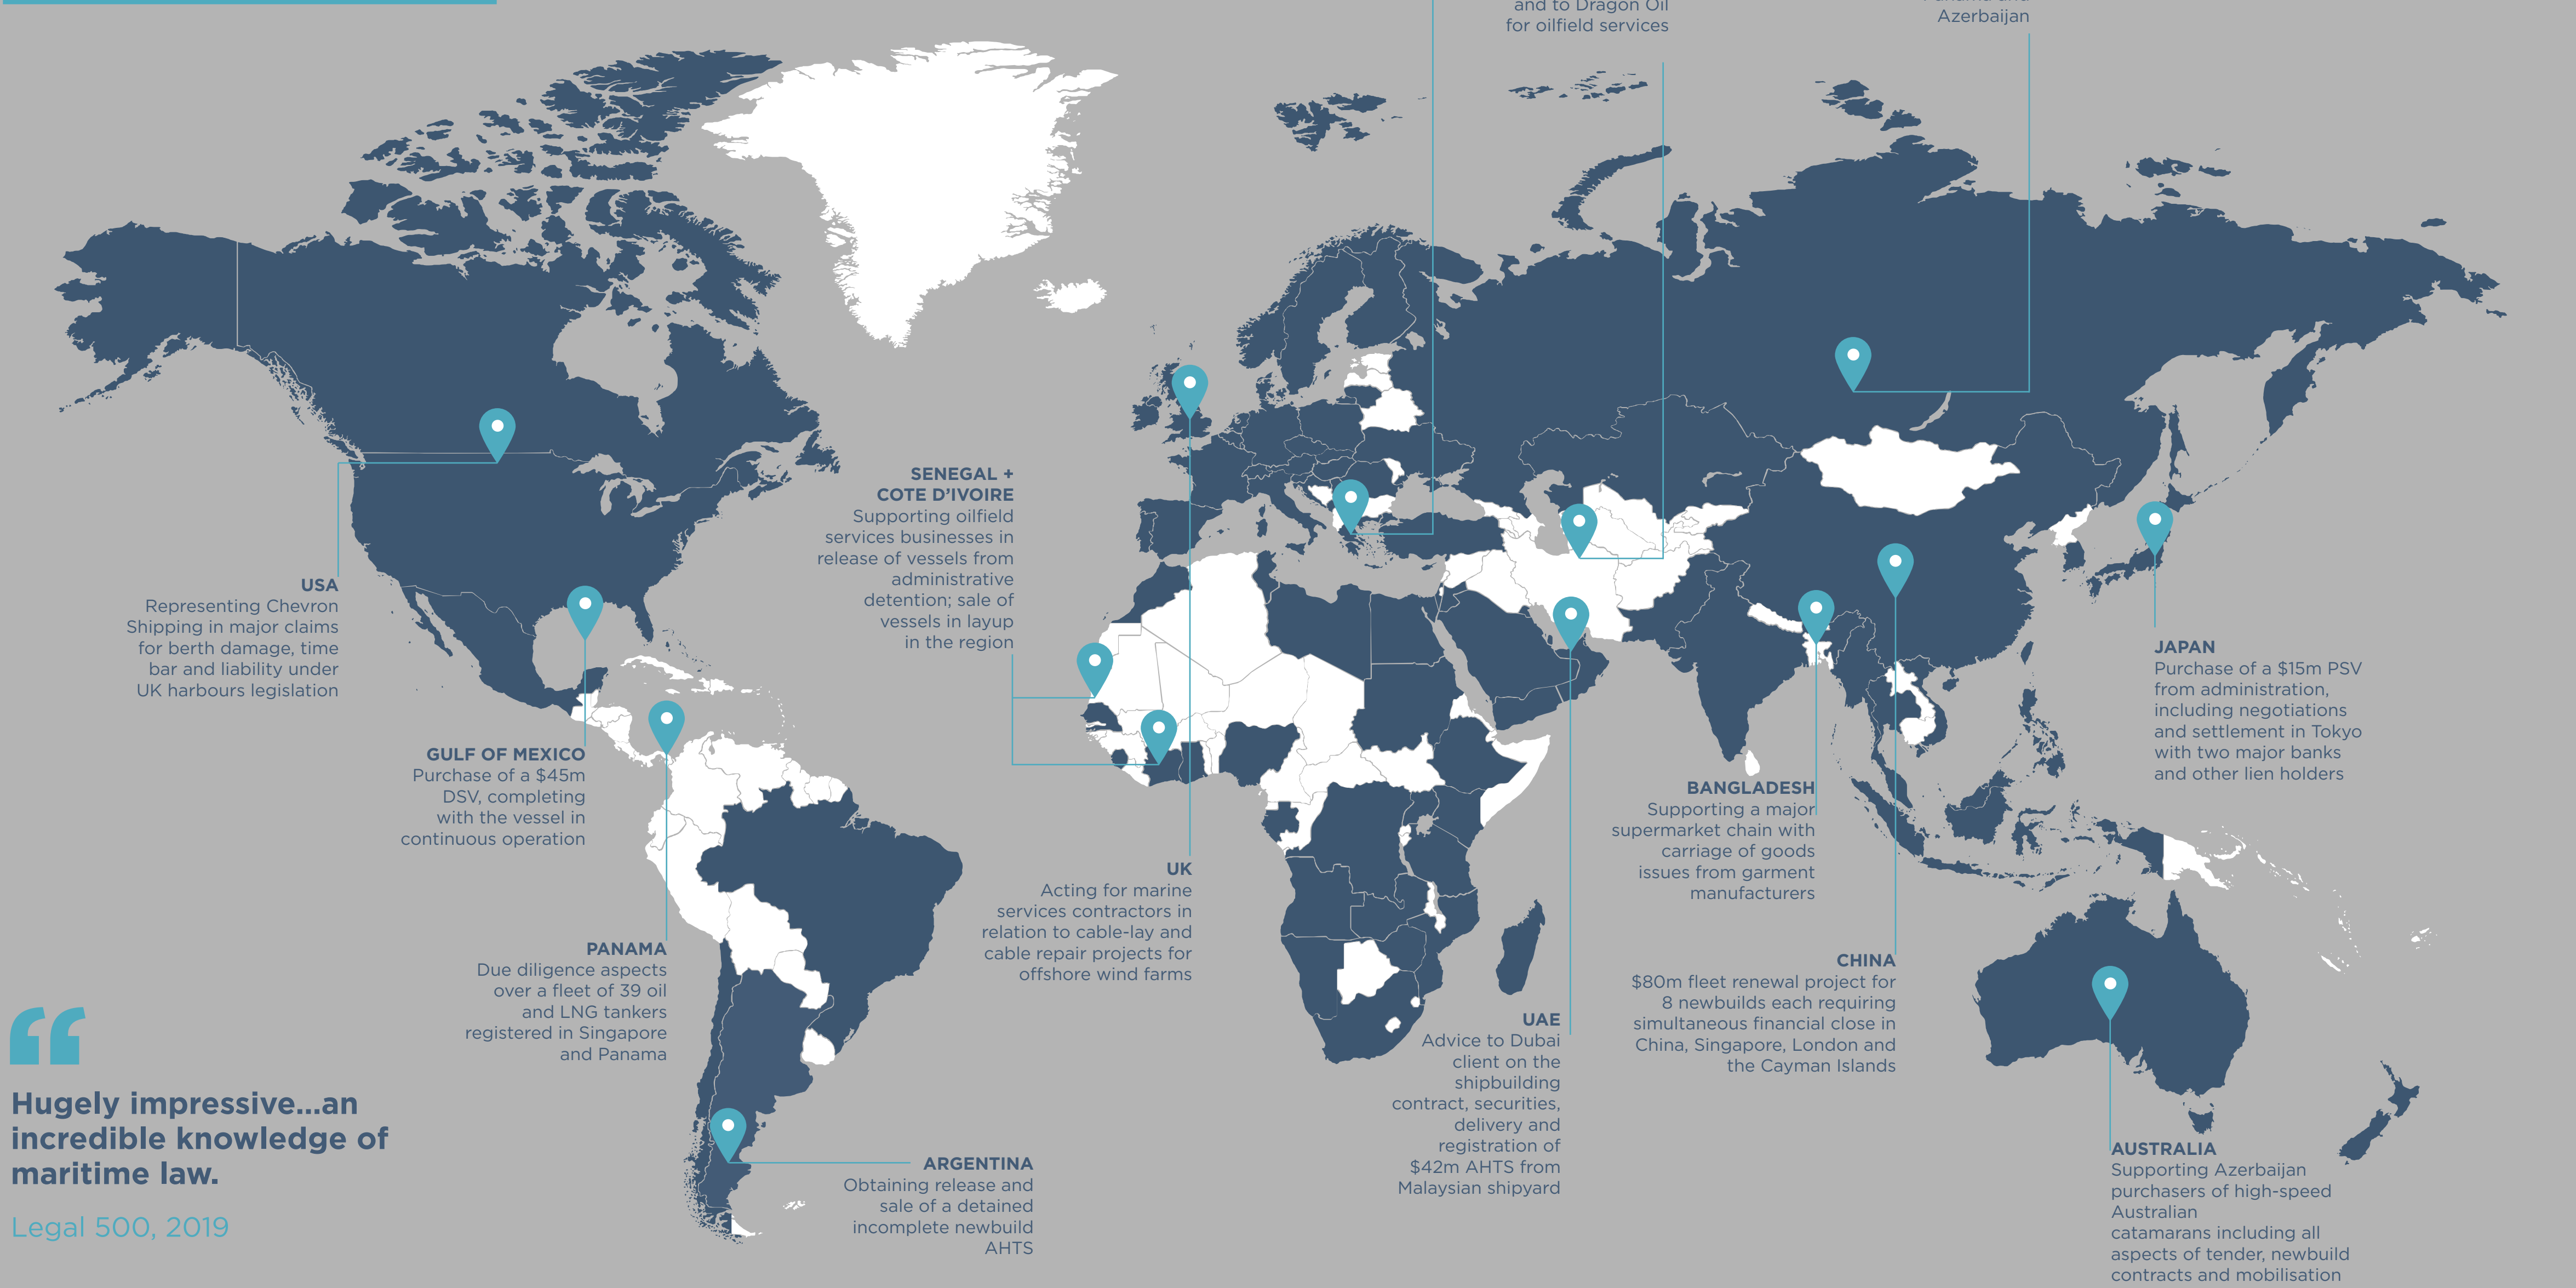 and to Dragon Oil
for oilfield services
Azerbaijan
SENEGAL +
COTE D’IVOIRE
Supporting oilfield
services businesses in
release of vessels from
administrative
detention; sale of
vessels in layup
in the region
USA
Representing Chevron
Shipping in major claims
for berth damage, time
bar and liability under
UK harbours legislation
GULF OF MEXICO
Purchase of a $45m
DSV, completing
with the vessel in
continuous operation
PANAMA
Due diligence aspects
over a fleet of 39 oil
and LNG tankers
registered in Singapore
and Panama
UK
Acting for marine
services contractors in
relation to cable-lay and
cable repair projects for
offshore wind farms
JAPAN
Purchase of a $15m PSV
from administration,
including negotiations
and settlement in Tokyo
with two major banks
and other lien holders
BANGLADESH
Supporting a major
supermarket chain with
carriage of goods
issues from garment
manufacturers
CHINA
$80m fleet renewal project for
8 newbuilds each requiring
simultaneous financial close in
China, Singapore, London and
the Cayman Islands
UAE
Advice to Dubai
client on the
shipbuilding
contract, securities,
delivery and
registration of
$42m AHTS from
Malaysian shipyard
ARGENTINA
Obtaining release and
sale of a detained
incomplete newbuild
AHTS
AUSTRALIA
Supporting Azerbaijan
purchasers of high-speed
Australian
catamarans including all
aspects of tender, newbuild
contracts and mobilisation
“
Hugely impressive...an
incredible knowledge of
maritime law.
Legal 500, 2019